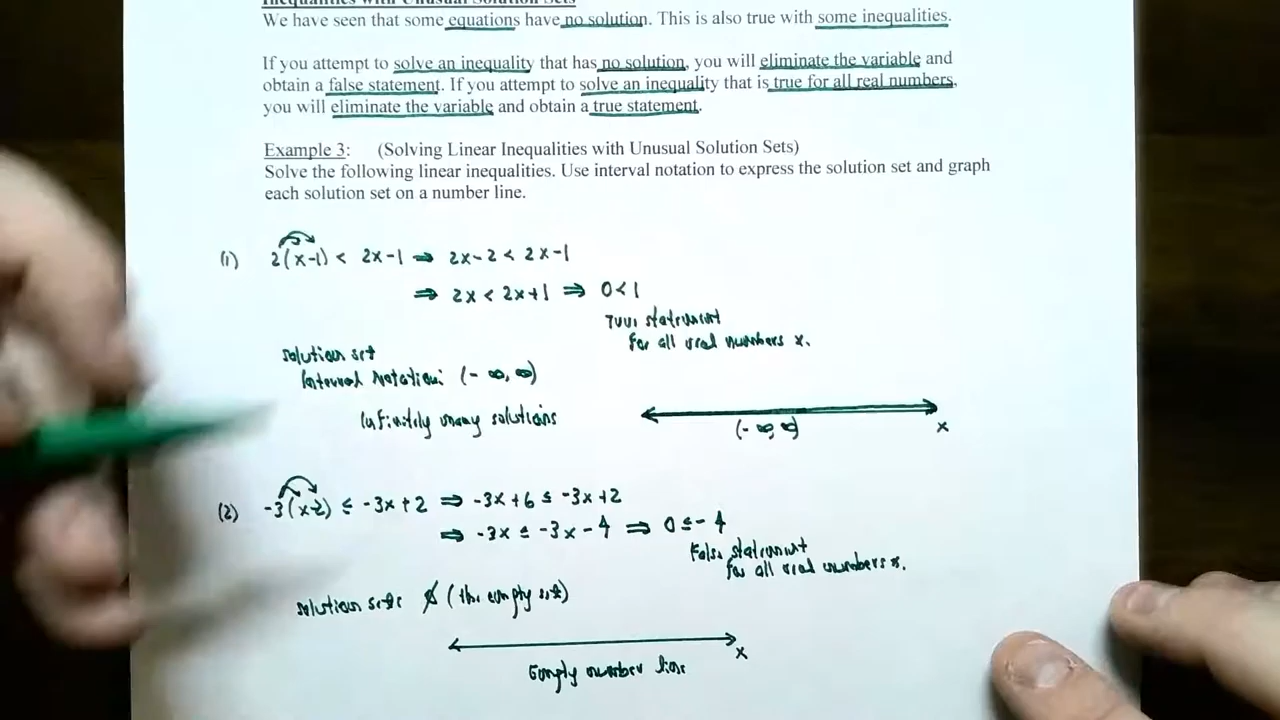 Inequalities with Unusual Solution Sets
We have seen that some equations have no solution. This is also true with some inequalities.
If you attempt to solve an inequality that has no solution, you will eliminate the variable and
obtain a false statement. If you attempt to solve an inequality that is true for all real numbers,
you will eliminate the variable and obtain a true statement.
Example 3: (Solving Linear Inequalities with Unusual Solution Sets)
Solve the following linear inequalities. Use interval notation to express the solution set and graph
each solution set on a number line.
(1) 2(x-1) < 2x-1 ⇒ 2x-2 < 2x-1
⇒ 2x < 2x+1 ⇒ 0<1
True statement
for all real numbers x.
solution set
Interval Notation: (-∞,∞)
Infinitely many solutions
(-∞,∞)
x
(2) -3(x-2) ≤ -3x+2 ⇒ -3x+6 ≤ -3x+2
⇒ -3x ≤ -3x-4 ⇒ 0≤-4
False statement
for all real numbers x.
solution set: ∅ (the empty set)
x
Empty number line